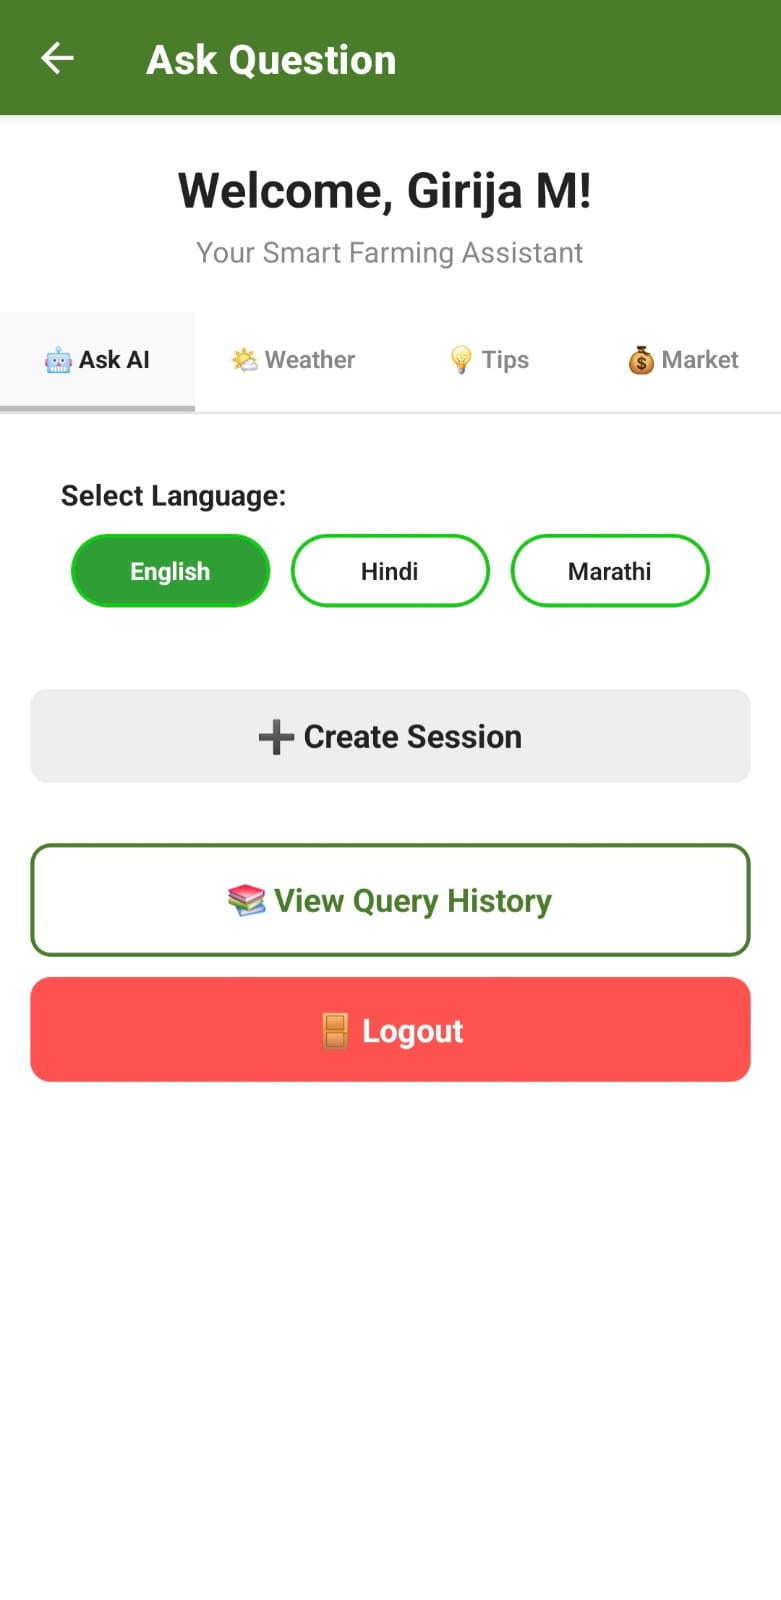 Ask Question
Welcome, Girija M!
Your Smart Farming Assistant
Ask AI Weather Tips Market
Select Language:
English Hindi Marathi
Create Session
View Query History
Logout